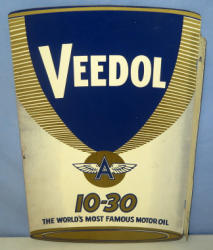 VEEDOL
A
10-30
THE WORLD'S MOST FAMOUS MOTOR OIL